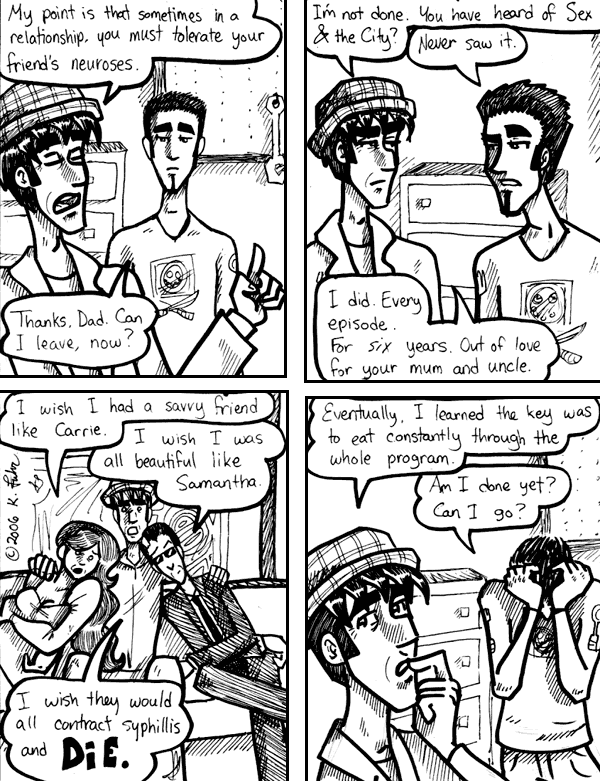 My point is that sometimes in a
relationship, you must tolerate your
friend's neuroses.
Thanks, Dad. Can
I leave, now?
I'm not done. You have heard of Sex
& the City?
Never saw it.
I did. Every
episode.
For six years. Out of love
for your mum and uncle.
I wish I had a savvy friend
like Carrie.
I wish I was
all beautiful like
Samantha.
I wish they would
all contract syphillis
and DiE.
©2006 K.
Eventually, I learned the key was
to eat constantly through the
whole program.
Am I done yet?
Can I go?